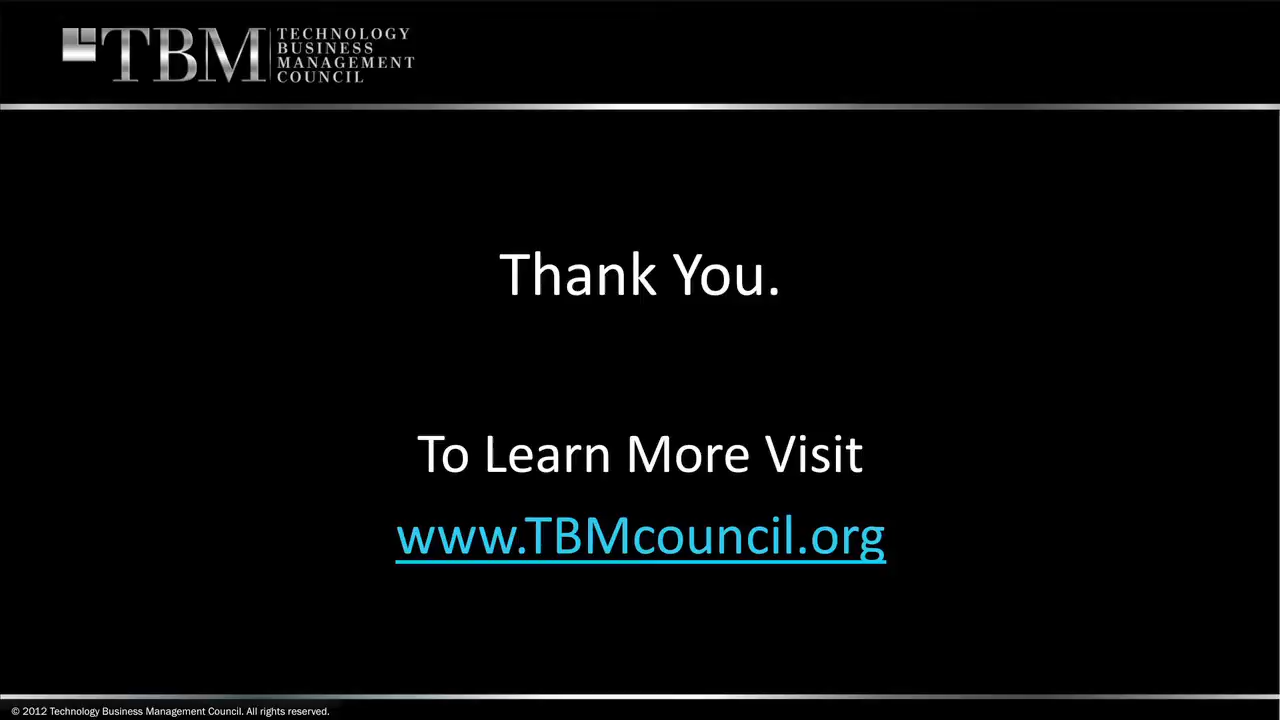 TBM
TECHNOLOGY
BUSINESS
MANAGEMENT
COUNCIL
Thank You.
To Learn More Visit
www.TBMcouncil.org
© 2012 Technology Business Management Council. All rights reserved.